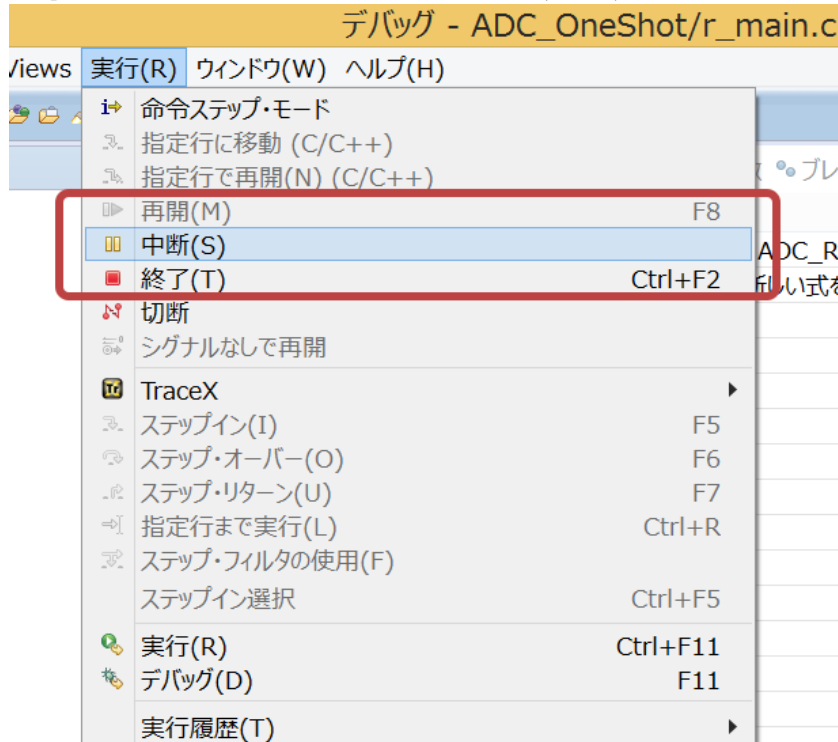 デバッグ - ADC_OneShot/r_main.c
Views 実行(R) ウィンドウ(W) ヘルプ(H)
命令ステップ・モード
指定行に移動 (C/C++)
指定行で再開(N) (C/C++)
ブレ
再開(M) F8
中断(S)
ADC_R
終了(T) Ctrl+F2
新しい式を
切断
シグナルなしで再開
TraceX
ステップイン(I) F5
ステップ・オーバー(O) F6
ステップ・リターン(U) F7
指定行まで実行(L) Ctrl+R
ステップ・フィルタの使用(F)
ステップイン選択 Ctrl+F5
実行(R) Ctrl+F11
デバッグ(D) F11
実行履歴(T)